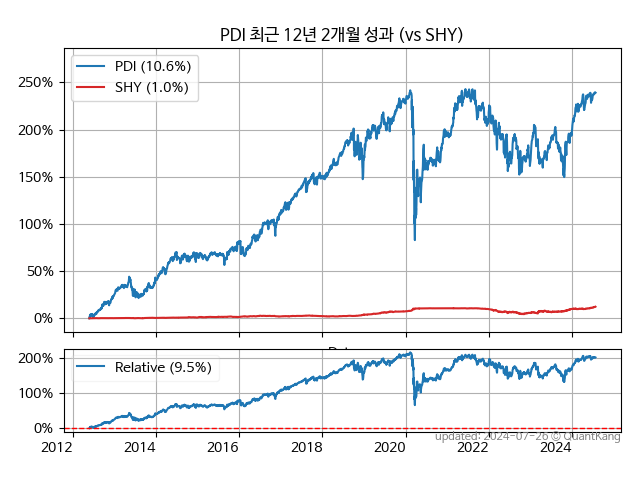 PDI 최근 12년 2개월 성과 (vs SHY)
PDI (10.6%)
SHY (1.0%)
250%
200%
150%
100%
50%
0%
Relative (9.5%)
200%
100%
0%
2012 2014 2016 2018 2020 2022 2024
updated: 2024-07-26 © QuantKang